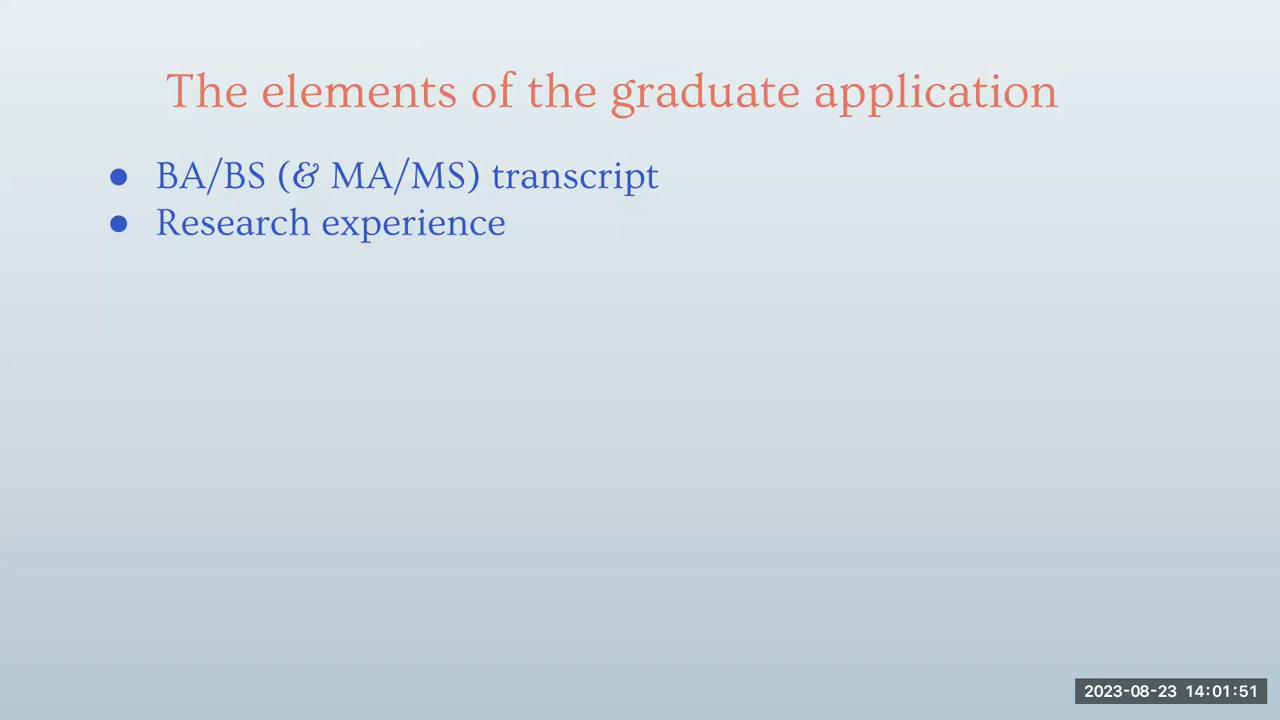 The elements of the graduate application
● BA/BS (& MA/MS) transcript
● Research experience
2023-08-23 14:01:51